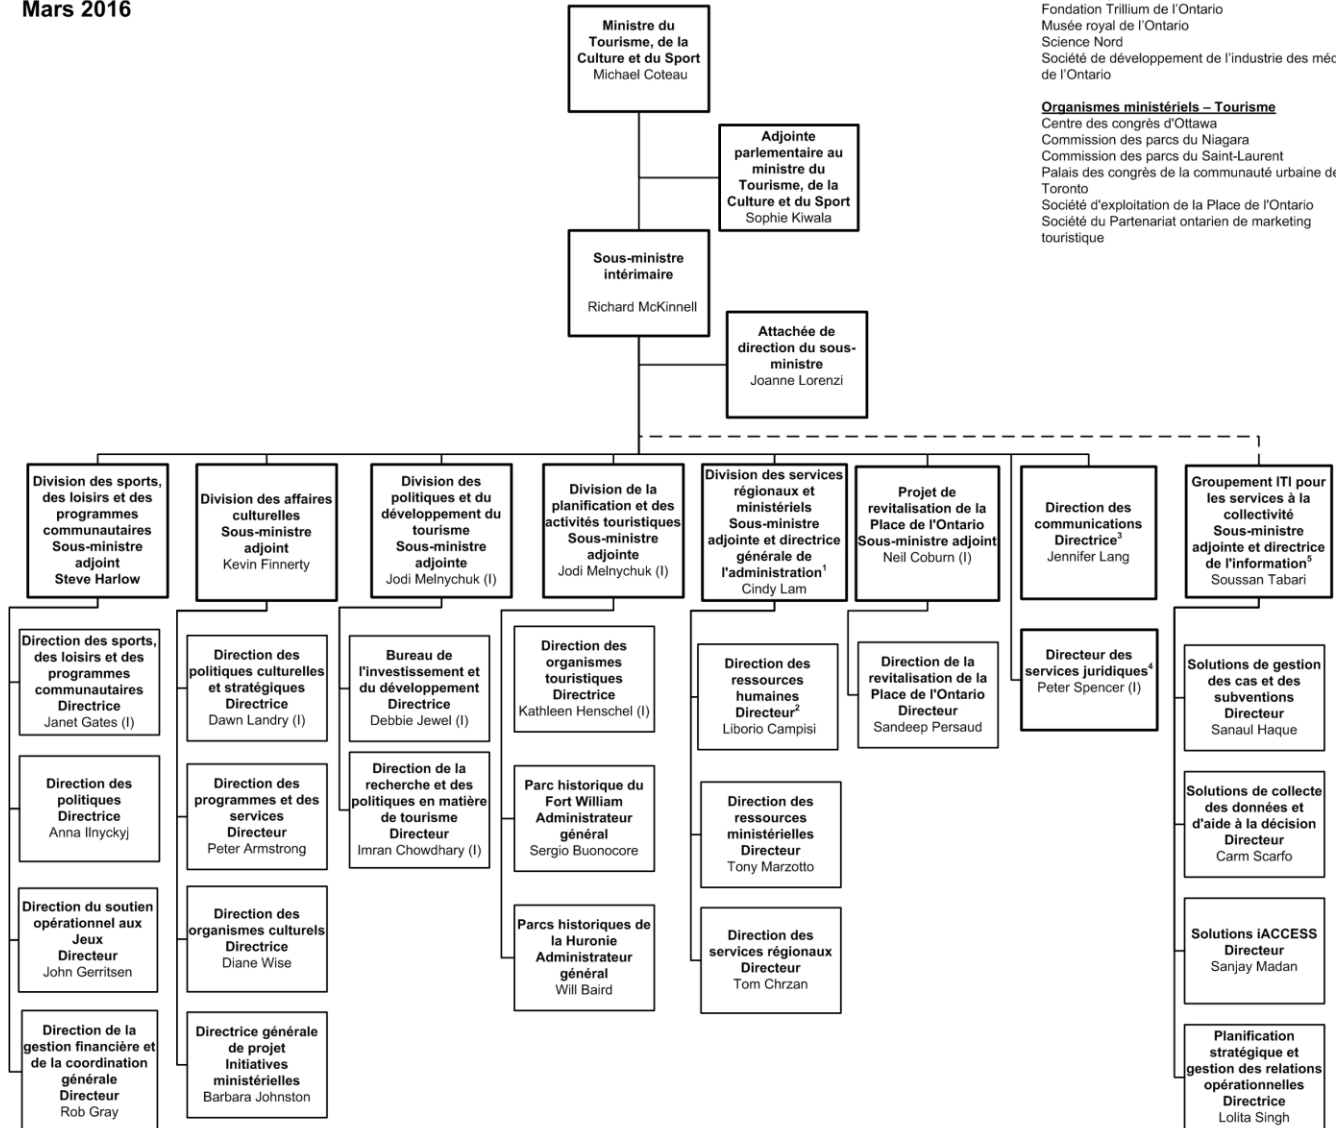 Mars 2016
Fondation Trillium de l'Ontario
Musée royal de l'Ontario
Science Nord
Société de développement de l'industrie des méd
de l'Ontario
Organismes ministériels – Tourisme
Centre des congrès d'Ottawa
Commission des parcs du Niagara
Commission des parcs du Saint-Laurent
Palais des congrès de la communauté urbaine de
Toronto
Société d'exploitation de la Place de l'Ontario
Société du Partenariat ontarien de marketing
touristique
Ministre du
Tourisme, de la
Culture et du Sport
Michael Coteau
Adjointe
parlementaire au
ministre du
Tourisme, de la
Culture et du Sport
Sophie Kiwala
Sous-ministre
intérimaire
Richard McKinnell
Attachée de
direction du sous-
ministre
Joanne Lorenzi
Division des sports,
des loisirs et des
programmes
communautaires
Sous-ministre
adjoint
Steve Harlow
Direction des sports,
des loisirs et des
programmes
communautaires
Directrice
Janet Gates (I)
Direction des
politiques
Directrice
Anna Ilnyckyj
Direction du soutien
opérationnel aux
Jeux
Directeur
John Gerritsen
Direction de la
gestion financière et
de la coordination
générale
Directeur
Rob Gray
Division des affaires
culturelles
Sous-ministre
adjoint
Kevin Finnerty
Direction des
politiques culturelles
et stratégiques
Directrice
Dawn Landry (I)
Direction des
programmes et des
services
Directeur
Peter Armstrong
Direction des
organismes culturels
Directrice
Diane Wise
Directrice générale
de projet
Initiatives
ministérielles
Barbara Johnston
Division des
politiques et du
développement du
tourisme
Sous-ministre
adjointe
Jodi Melnychuk (I)
Bureau de
l'investissement et
du développement
Directrice
Debbie Jewel (I)
Direction de la
recherche et des
politiques en matière
de tourisme
Directeur
Imran Chowdhary (I)
Division de la
planification et des
activités touristiques
Sous-ministre
adjointe
Jodi Melnychuk (I)
Direction des
organismes
touristiques
Directrice
Kathleen Henschel (I)
Parc historique du
Fort William
Administrateur
général
Sergio Buonocore
Parcs historiques de
la Huronie
Administrateur
général
Will Baird
Division des services
régionaux et
ministériels
Sous-ministre
adjointe et directrice
générale de
l'administration¹
Cindy Lam
Direction des
ressources
humaines
Directeur²
Liborio Campisi
Direction des
ressources
ministérielles
Directeur
Tony Marzotto
Direction des
services régionaux
Directeur
Tom Chrzan
Projet de
revitalisation de la
Place de l'Ontario
Sous-ministre adjoint
Neil Coburn (I)
Direction de la
revitalisation de la
Place de l'Ontario
Directeur
Sandeep Persaud
Direction des
communications
Directrice³
Jennifer Lang
Directeur des
services juridiques⁴
Peter Spencer (I)
Groupement ITI pour
les services à la
collectivité
Sous-ministre
adjointe et directrice
de l'information⁵
Soussan Tabari
Solutions de gestion
des cas et des
subventions
Directeur
Sanaul Haque
Solutions de collecte
des données et
d'aide à la décision
Directeur
Carm Scarfo
Solutions iACCESS
Directeur
Sanjay Madan
Planification
stratégique et
gestion des relations
opérationnelles
Directrice
Lolita Singh